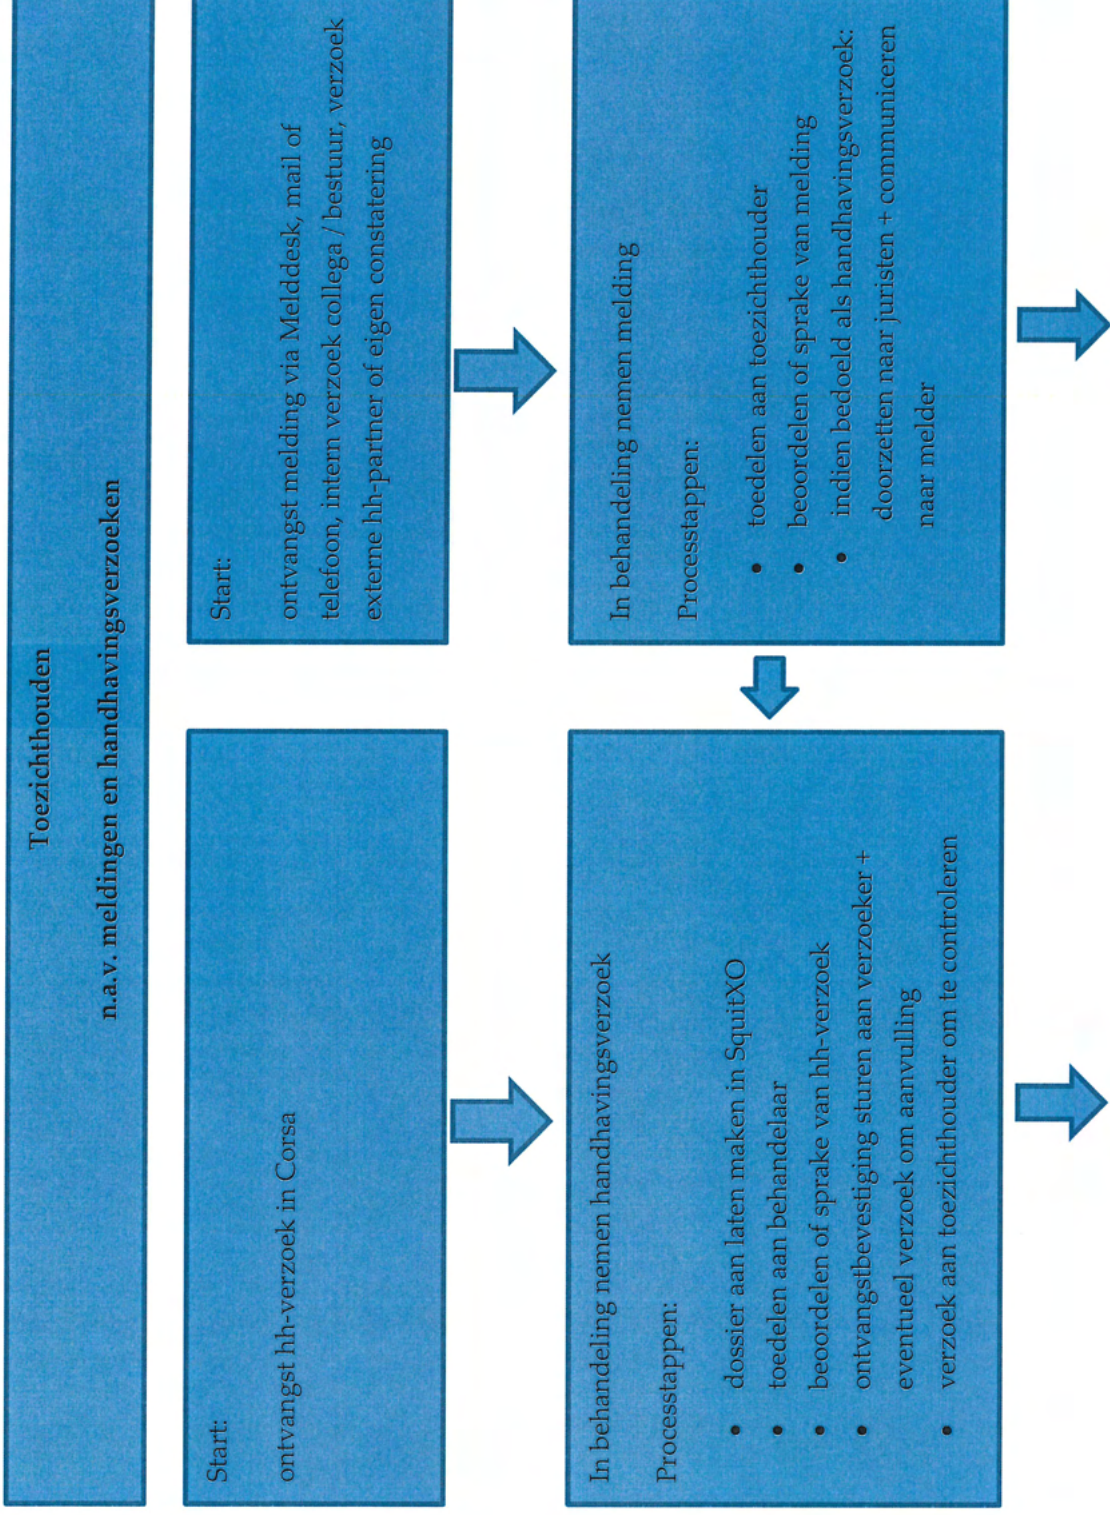 Toezichthouden
n.a.v. meldingen en handhavingsverzoeken
Start:
ontvangst hh-verzoek in Corsa
Start:
ontvangst melding via Melddesk, mail of
telefoon, intern verzoek collega / bestuur, verzoek
externe hh-partner of eigen constatering
In behandeling nemen handhavingsverzoek
Processtappen:
• dossier aan laten maken in SquitXO
• toedelen aan behandelaar
• beoordelen of sprake van hh-verzoek
• ontvangstbevestiging sturen aan verzoeker +
eventueel verzoek om aanvulling
• verzoek aan toezichthouder om te controleren
In behandeling nemen melding
Processtappen:
• toedelen aan toezichthouder
• beoordelen of sprake van melding
• indien bedoeld als handhavingsverzoek:
doorzetten naar juristen + communiceren
naar melder